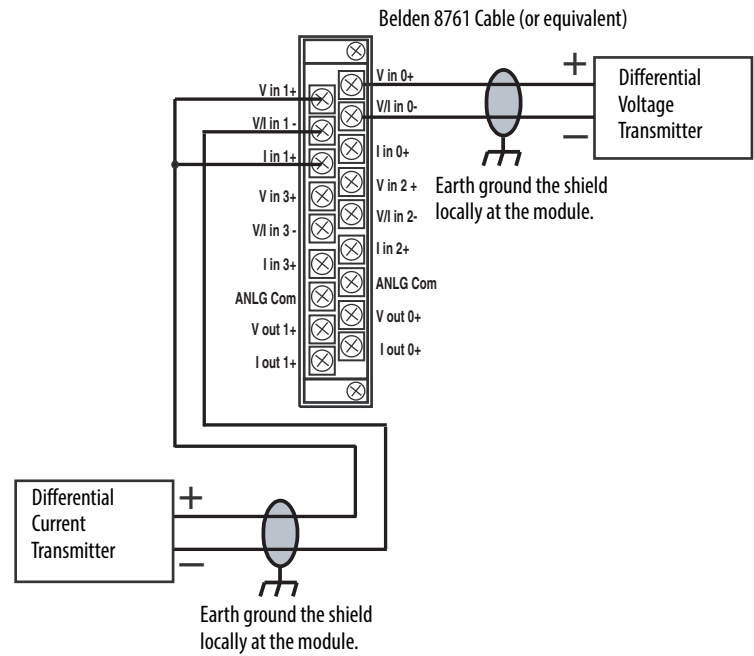 Belden 8761 Cable (or equivalent)
V in 1+
V/I in 1 -
I in 1+
V in 3+
V/I in 3 -
I in 3+
ANLG Com
V out 1+
I out 1+
V in 0+
V/I in 0-
I in 0+
V in 2 +
V/I in 2-
I in 2+
ANLG Com
V out 0+
I out 0+
+
−
Differential
Voltage
Transmitter
Earth ground the shield
locally at the module.
Differential
Current
Transmitter
+
−
Earth ground the shield
locally at the module.